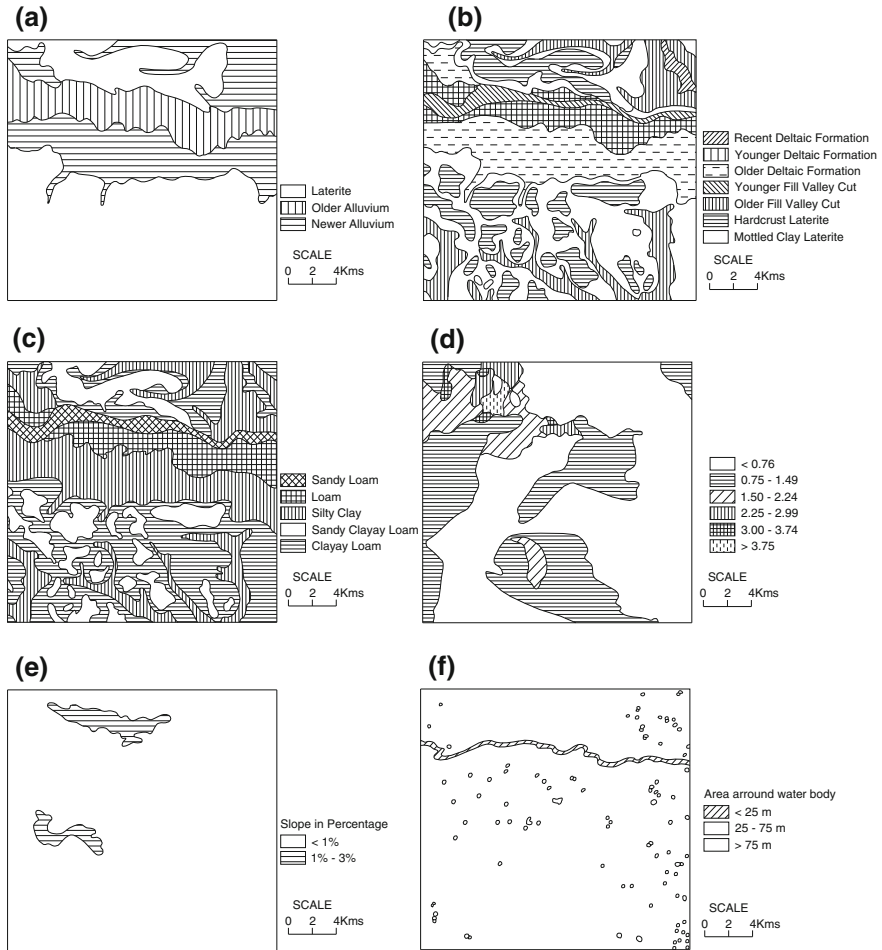 (a)
Laterite
Older Alluvium
Newer Alluvium
SCALE
0 2 4Kms
(b)
Recent Deltaic Formation
Younger Deltaic Formation
Older Deltaic Formation
Younger Fill Valley Cut
Older Fill Valley Cut
Hardcrust Laterite
Mottled Clay Laterite
SCALE
0 2 4Kms
(c)
Sandy Loam
Loam
Silty Clay
Sandy Clayay Loam
Clayay Loam
SCALE
0 2 4Kms
(d)
< 0.76
0.75 - 1.49
1.50 - 2.24
2.25 - 2.99
3.00 - 3.74
> 3.75
SCALE
0 2 4Kms
(e)
Slope in Percentage
< 1%
1% - 3%
SCALE
0 2 4Kms
(f)
Area arround water body
< 25 m
25 - 75 m
> 75 m
SCALE
0 2 4Kms